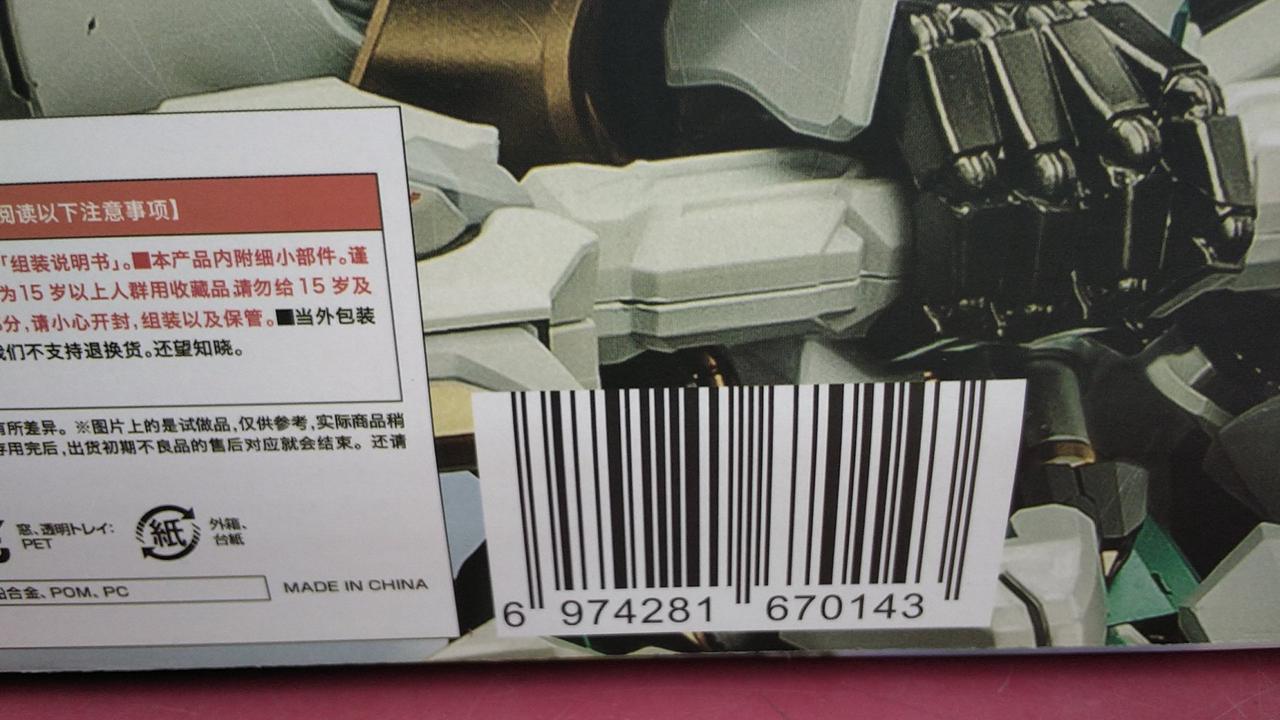 阅读以下注意事项】
「组装说明书」。■本产品内附细小部件。谨
为15岁以上人群用收藏品,请勿给15岁及
分,请小心开封,组装以及保管。■当外包装
我们不支持退换货。还望知晓。
有所差异。※图片上的是试做品,仅供参考,实际商品稍
存用完后,出货初期不良品的售后对应就会结束。还请
窓、透明トレイ:
PET
紙
外箱、
台紙
合金、POM、PC
MADE IN CHINA
6 974281 670143